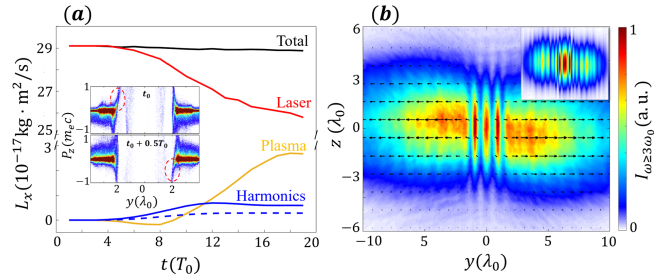 (a)
L_x (10^-17 kg·m^2/s)
29
27
25
3
0
Total
Laser
Plasma
Harmonics
0
4
8
12
16
20
t(T_0)
P_z(m_e c)
1
-1
t_0
1
-1
t_0 + 0.5T_0
2
0
2
y(λ_0)
(b)
z (λ_0)
6
3
0
-3
-6
-10
-5
0
5
10
y(λ_0)
1
0
I_ω≥3ω_0 (a.u.)